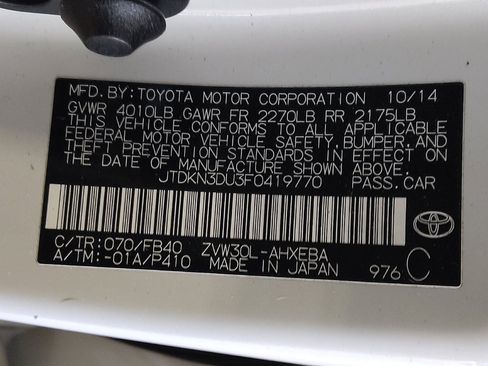 MFD. BY: TOYOTA MOTOR CORPORATION 10/14
GVWR 4010LB GAWR FR 2270LB RR 2175LB
THIS VEHICLE CONFORMS TO ALL APPLICABLE
FEDERAL MOTOR VEHICLE SAFETY, BUMPER, AND
THEFT PREVENTION STANDARDS IN EFFECT ON
THE DATE OF MANUFACTURE SHOWN ABOVE.
JTDKN3DU3F0419770 PASS. CAR
C/TR: 070/FB40 ZVW30L-AHXEBA
A/TM: -01A/P410 MADE IN JAPAN 976 C